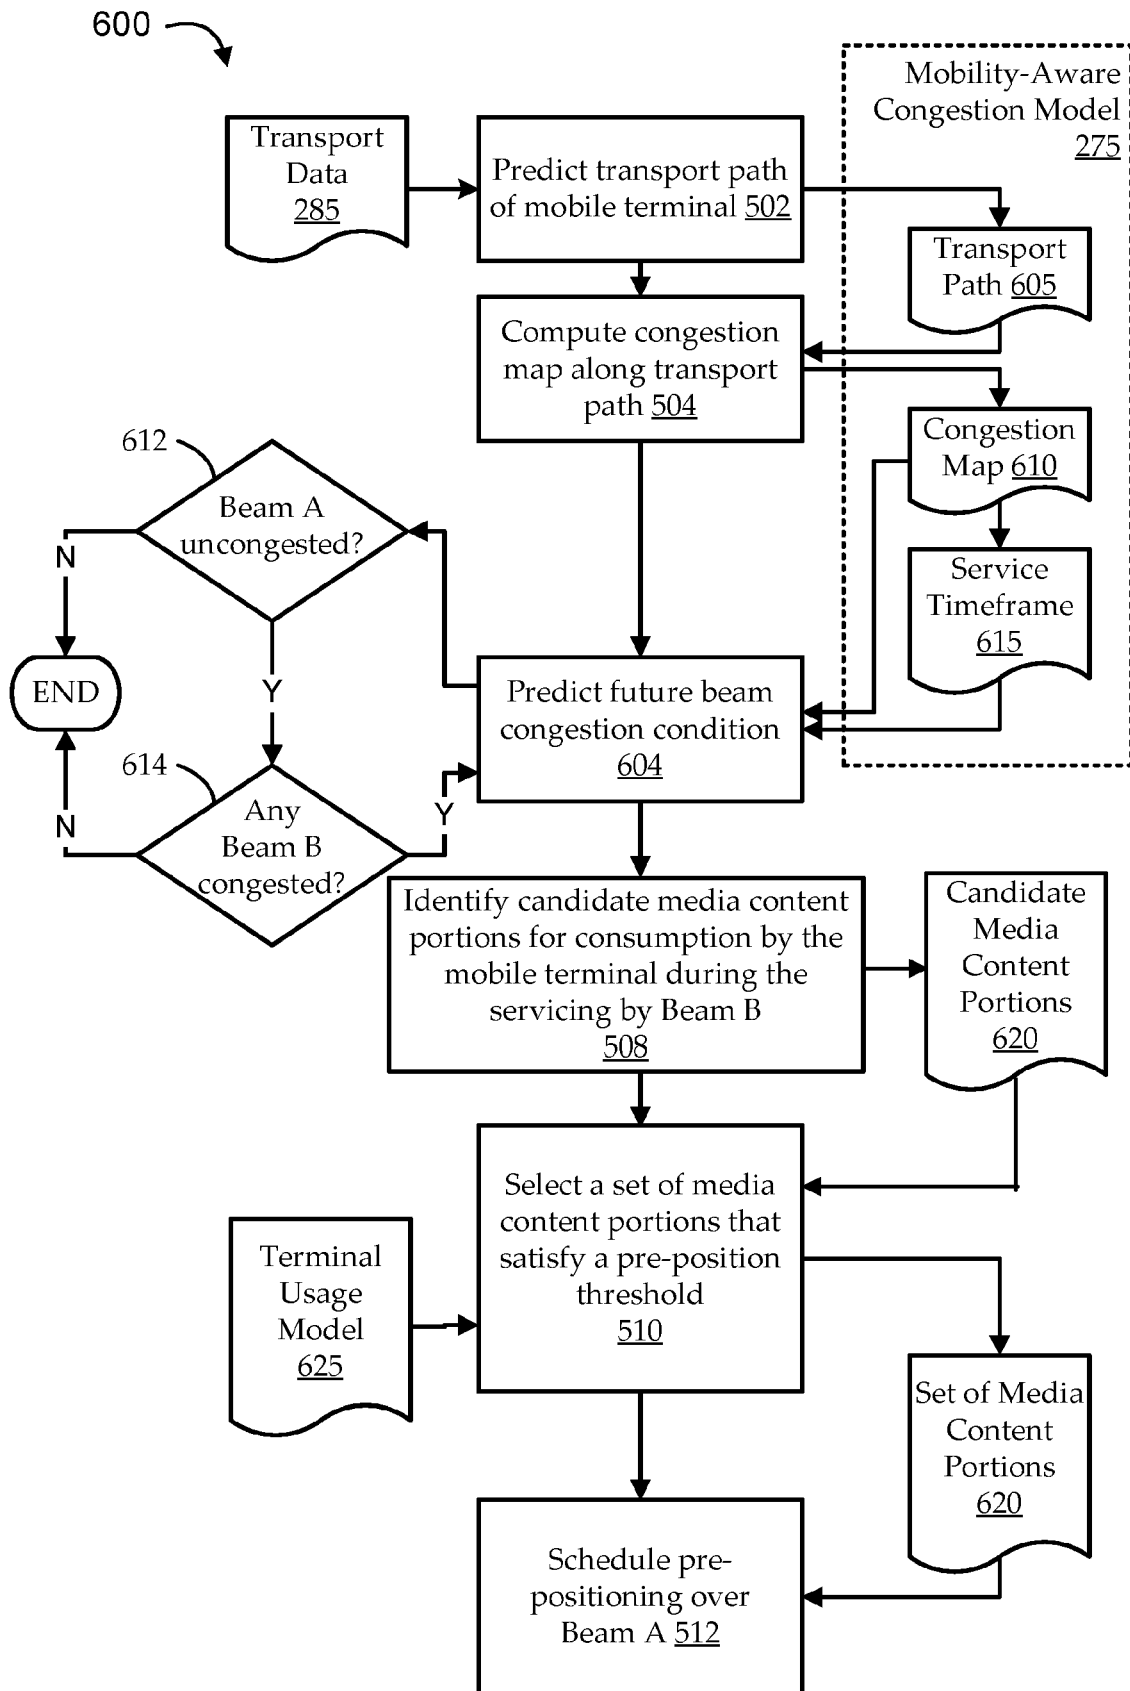 600
Mobility-Aware
Congestion Model
275
Transport
Data
285
Predict transport path
of mobile terminal 502
Transport
Path 605
Compute congestion
map along transport
path 504
Congestion
Map 610
612
Beam A
uncongested?
N
Y
END
Service
Timeframe
615
Predict future beam
congestion condition
604
614
Any
Beam B
congested?
N
Y
Identify candidate media content
portions for consumption by the
mobile terminal during the
servicing by Beam B
508
Candidate
Media
Content
Portions
620
Select a set of media
content portions that
satisfy a pre-position
threshold
510
Terminal
Usage
Model
625
Set of Media
Content
Portions
620
Schedule pre-
positioning over
Beam A 512